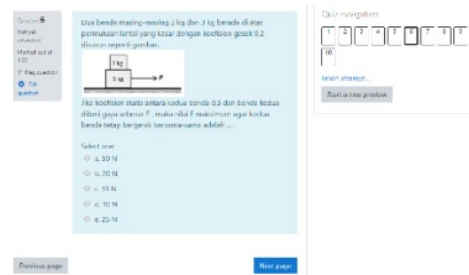 Question 6
Not yet
answered
Marked out of
1.00
Flag question
Edit
question
Dua benda masing-masing 2 kg dan 3 kg berada di atas
permukaan lantai yang kasar dengan koefisien gesek 0,2
disusun seperti gambar.
2 kg
3 kg
F
Jika koefisien statis antara kedua benda 0,3 dan benda kedua
diberi gaya sebesar F, maka nilai F maksimum agar kedua
benda tetap bergerak bersama-sama adalah ....
Select one:
a. 30 N
b. 20 N
c. 15 N
d. 10 N
e. 25 N
Previous page
Next page
Quiz navigation
1 2 3 4 5 6 7 8 9
10
Finish attempt ...
Start a new preview